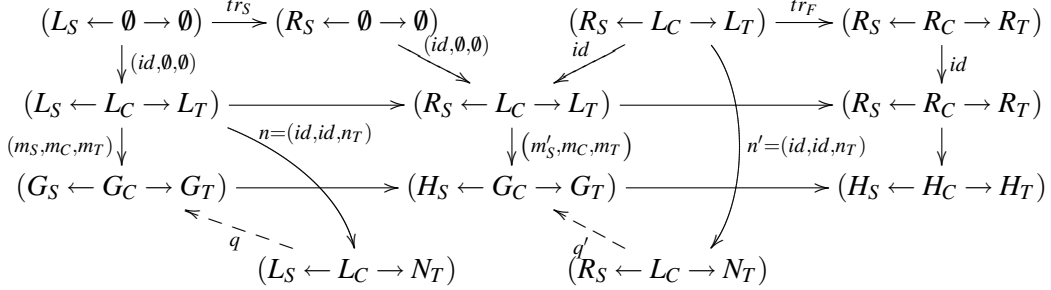 (L_S ← ∅ → ∅) tr_S (R_S ← ∅ → ∅) (R_S ← L_C → L_T) tr_F (R_S ← R_C → R_T)
(id,∅,∅) (id,∅,∅) id id
(L_S ← L_C → L_T) (R_S ← L_C → L_T) (R_S ← R_C → R_T)
(m_S,m_C,m_T) n=(id,id,n_T) (m'_S,m_C,m_T) n'=(id,id,n_T)
(G_S ← G_C → G_T) (H_S ← G_C → G_T) (H_S ← H_C → H_T)
q q'
(L_S ← L_C → N_T) (R_S ← L_C → N_T)